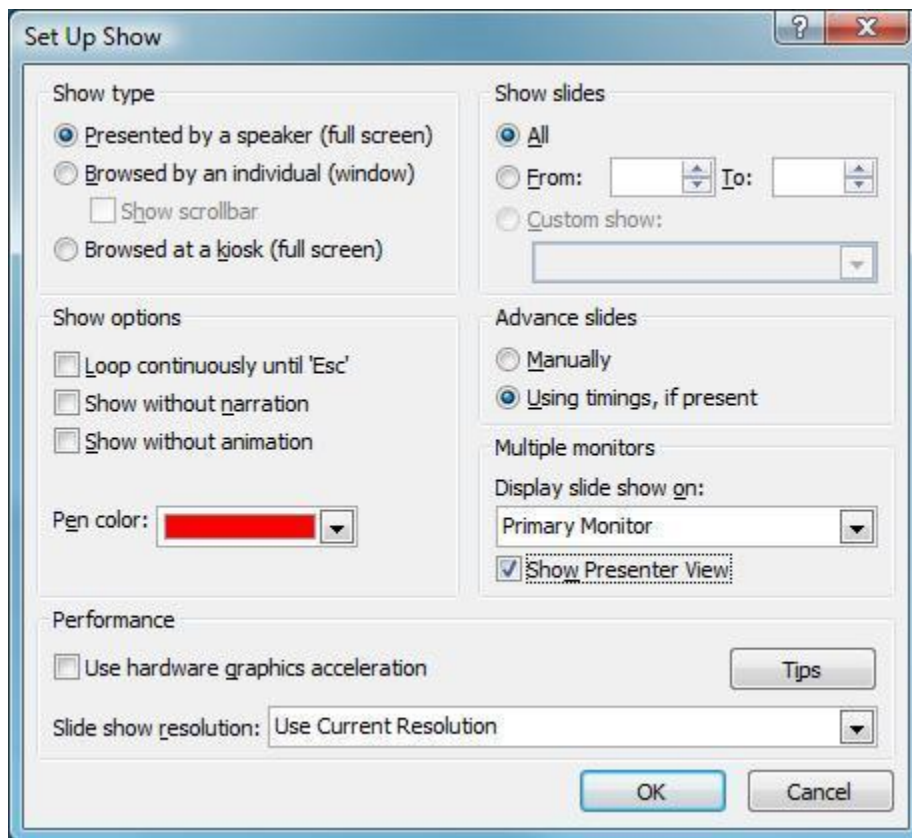 Set Up Show
?
Show type
Presented by a speaker (full screen)
Browsed by an individual (window)
Show scrollbar
Browsed at a kiosk (full screen)
Show slides
All
From: To:
Custom show:
Show options
Loop continuously until 'Esc'
Show without narration
Show without animation
Pen color:
Advance slides
Manually
Using timings, if present
Multiple monitors
Display slide show on:
Primary Monitor
Show Presenter View
Performance
Use hardware graphics acceleration
Tips
Slide show resolution: Use Current Resolution
OK Cancel